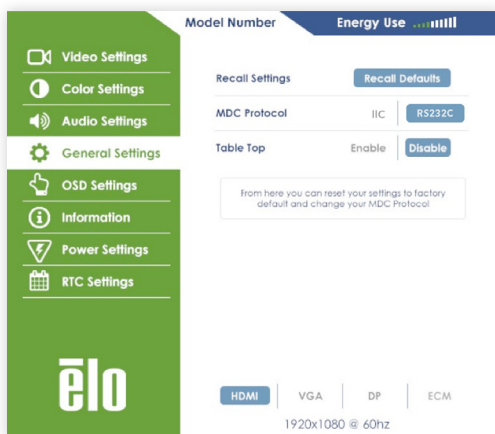 Model Number
Energy Use
Video Settings
Color Settings
Audio Settings
General Settings
OSD Settings
Information
Power Settings
RTC Settings
elo
Recall Settings Recall Defaults
MDC Protocol IIC RS232C
Table Top Enable Disable
From here you can reset your settings to factory
default and change your MDC Protocol
HDMI VGA DP ECM
1920x1080 @ 60hz